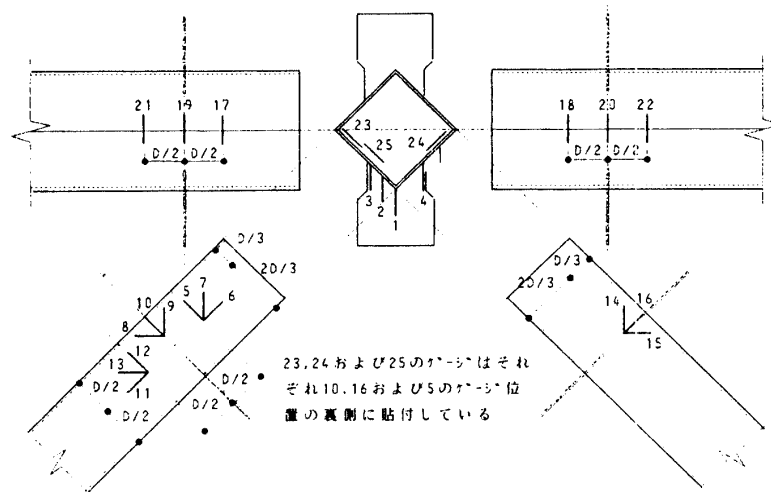 21 19 17
D/2 D/2
23
24
25
3
2
1
4
18 20 22
D/2 D/2
D/3
2D/3
10 9 5 7 6
8
12
13
11
D/2
D/2
D/2
D/2
D/3
2D/3
14 16
15
23,24および25のゲージはそれ
ぞれ10,16および5のゲージ位
置の裏側に貼付している